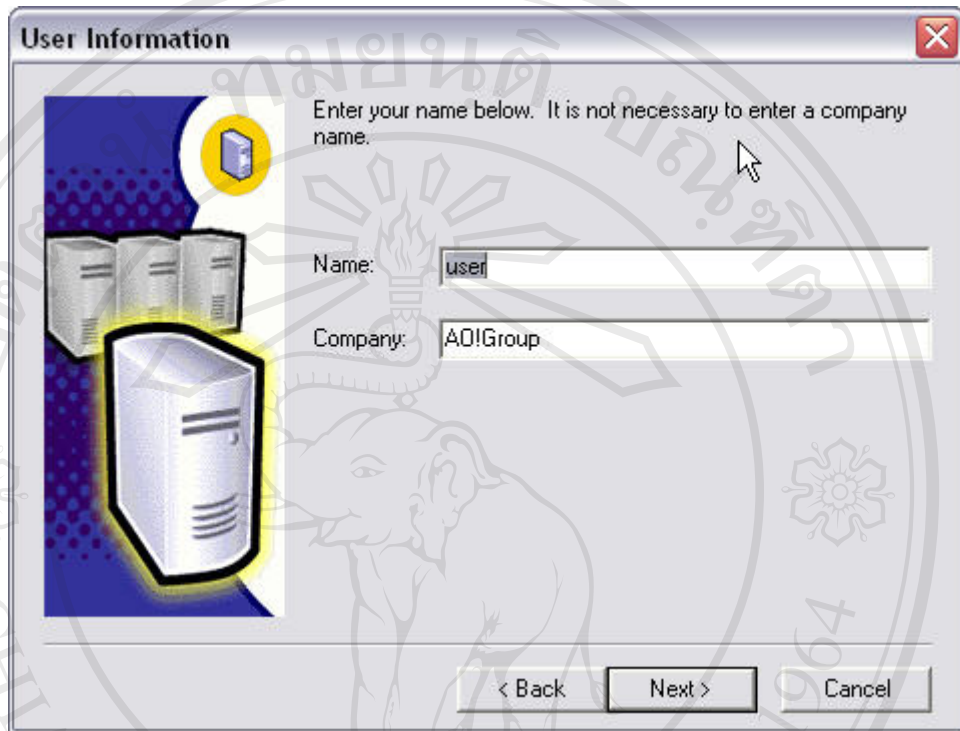 User Information
Enter your name below. It is not necessary to enter a company
name.
Name: user
Company: AO!Group
< Back Next > Cancel
1964